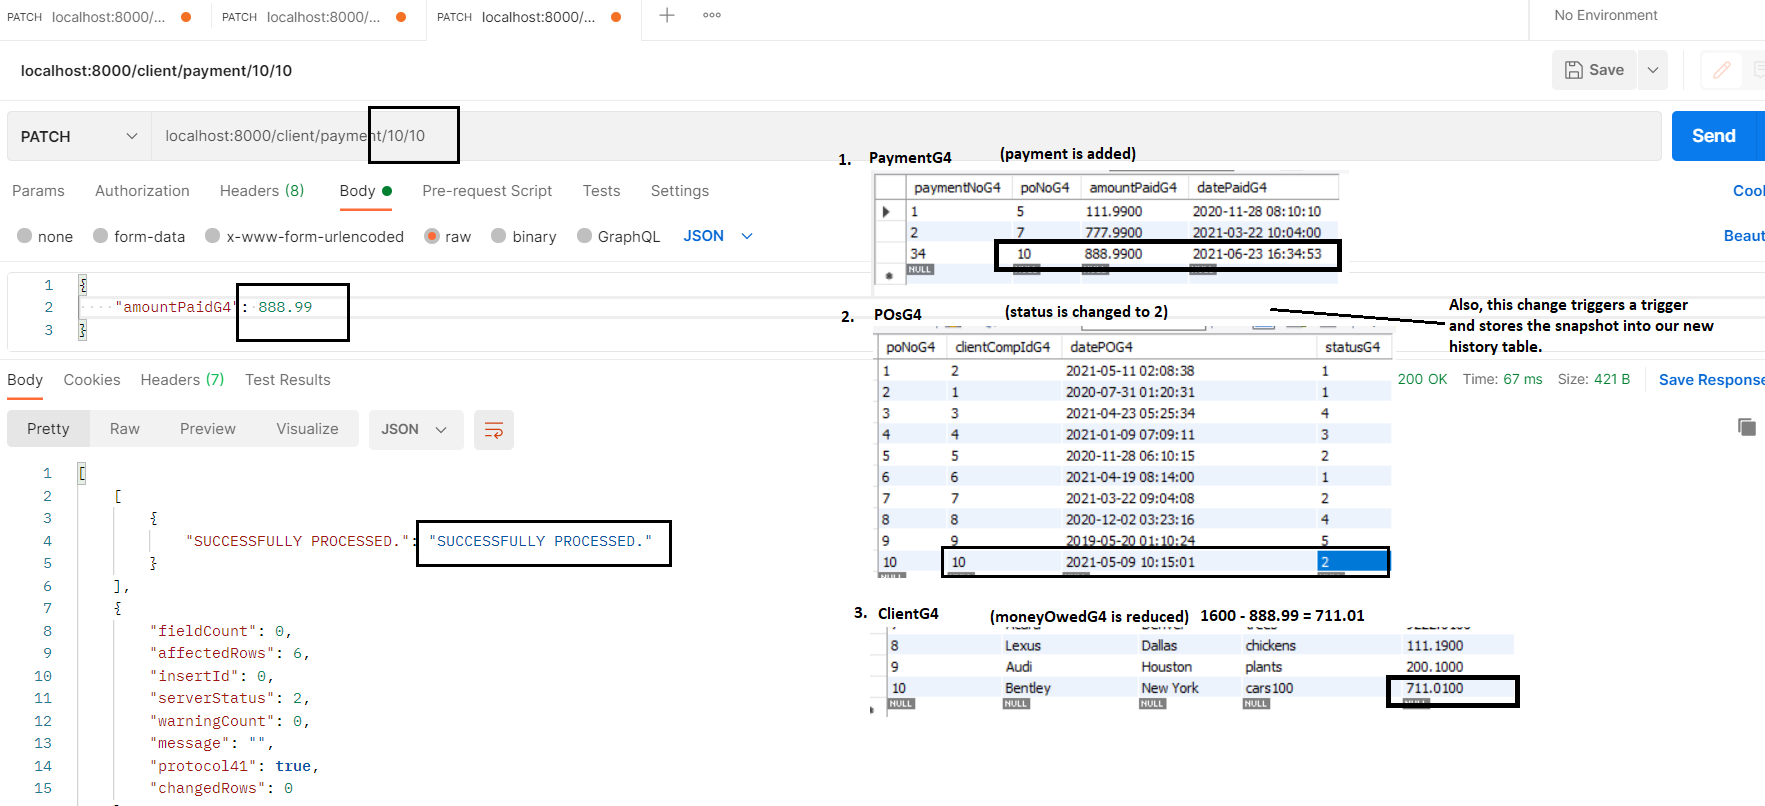 PATCH localhost:8000/... PATCH localhost:8000/... PATCH localhost:8000/... No Environment
localhost:8000/client/payment/10/10
Save
PATCH localhost:8000/client/payment/10/10
Send
Params Authorization Headers (8) Body Pre-request Script Tests Settings
Cool
none form-data x-www-form-urlencoded raw binary GraphQL JSON
Beaut
1 {
2 "amountPaidG4": 888.99
3 }
Body Cookies Headers (7) Test Results
200 OK Time: 67 ms Size: 421 B Save Response
Pretty Raw Preview Visualize JSON
1 [
2 [
3 {
4 "SUCCESSFULLY PROCESSED.": "SUCCESSFULLY PROCESSED."
5 }
6 ],
7 {
8 "fieldCount": 0,
9 "affectedRows": 6,
10 "insertId": 0,
11 "serverStatus": 2,
12 "warningCount": 0,
13 "message": "",
14 "protocol41": true,
15 "changedRows": 0
1. PaymentG4 (payment is added)
paymentNoG4 poNoG4 amountPaidG4 datePaidG4
1 5 111.9900 2020-11-28 08:10:10
2 7 777.9900 2021-03-22 10:04:00
34 10 888.9900 2021-06-23 16:34:53
NULL NULL NULL NULL
2. POsG4 (status is changed to 2)
Also, this change triggers a trigger
and stores the snapshot into our new
history table.
poNoG4 clientCompIdG4 datePOG4 statusG4
1 2 2021-05-11 02:08:38 1
2 1 2020-07-31 01:20:31 1
3 3 2021-04-23 05:25:34 4
4 4 2021-01-09 07:09:11 3
5 5 2020-11-28 06:10:15 2
6 6 2021-04-19 08:14:00 1
7 7 2021-03-22 09:04:08 2
8 8 2020-12-02 03:23:16 4
9 9 2019-05-20 01:10:24 5
10 10 2021-05-09 10:15:01 2
3. ClientG4 (moneyOwedG4 is reduced) 1600 - 888.99 = 711.01
8 Lexus Dallas chickens 111.1900
9 Audi Houston plants 200.1000
10 Bentley New York cars100 711.0100
NULL NULL NULL NULL NULL